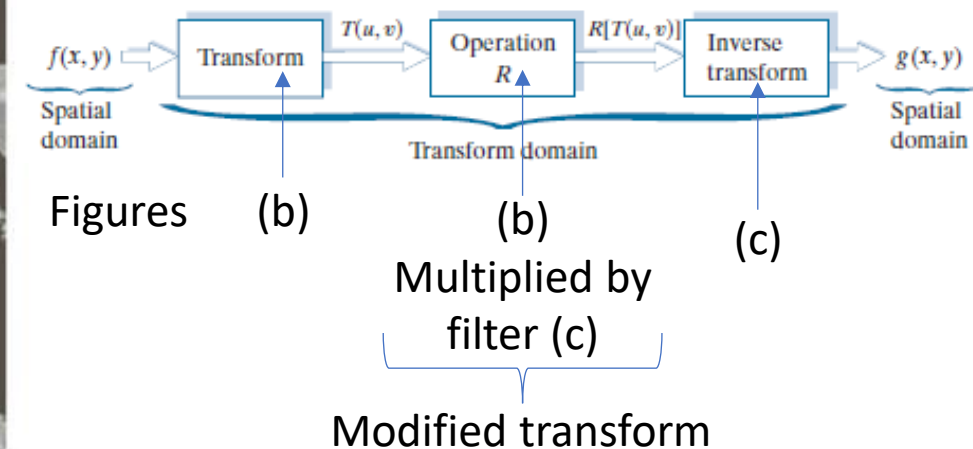 f(x, y) Transform T(u, v) Operation R R[T(u, v)] Inverse transform g(x, y)
Spatial domain
Transform domain
Spatial domain
Figures (b) (b) (c)
Multiplied by
filter (c)
Modified transform